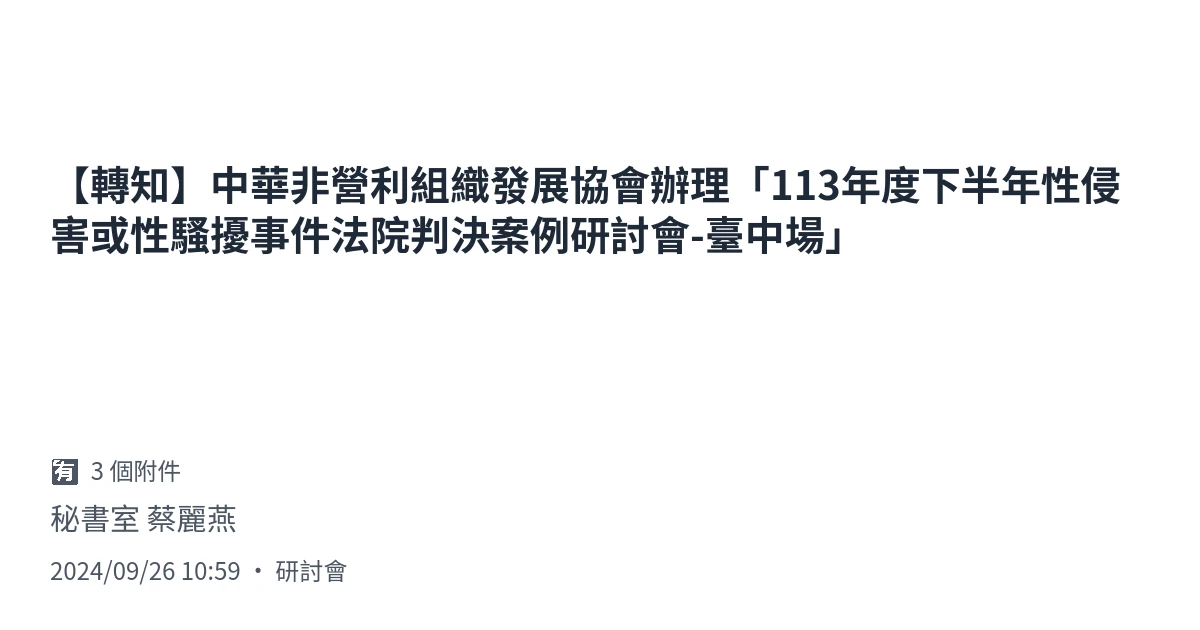 【轉知】中華非營利組織發展協會辦理「113年度下半年性侵
害或性騷擾事件法院判決案例研討會-臺中場」
有 3 個附件
秘書室 蔡麗燕
2024/09/26 10:59 • 研討會